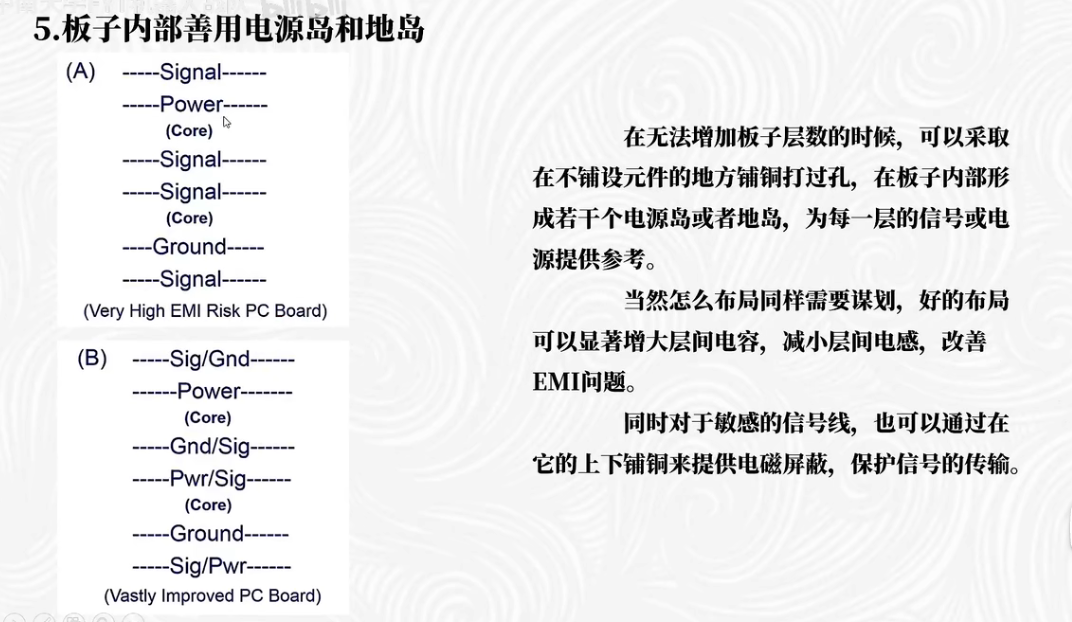 5.板子内部善用电源岛和地岛
(A) -----Signal------
-----Power------
(Core)
-----Signal------
-----Signal------
(Core)
----Ground-----
-----Signal------
(Very High EMI Risk PC Board)
(B) -----Sig/Gnd------
------Power-------
(Core)
-----Gnd/Sig------
-----Pwr/Sig------
(Core)
-----Ground------
-----Sig/Pwr------
(Vastly Improved PC Board)
在无法增加板子层数的时候，可以采取
在不铺设元件的地方铺铜打过孔，在板子内部形
成若干个电源岛或者地岛，为每一层的信号或电
源提供参考。
当然怎么布局同样需要谋划，好的布局
可以显著增大层间电容，减小层间电感，改善
EMI问题。
同时对于敏感的信号线，也可以通过在
它的上下铺铜来提供电磁屏蔽，保护信号的传输。